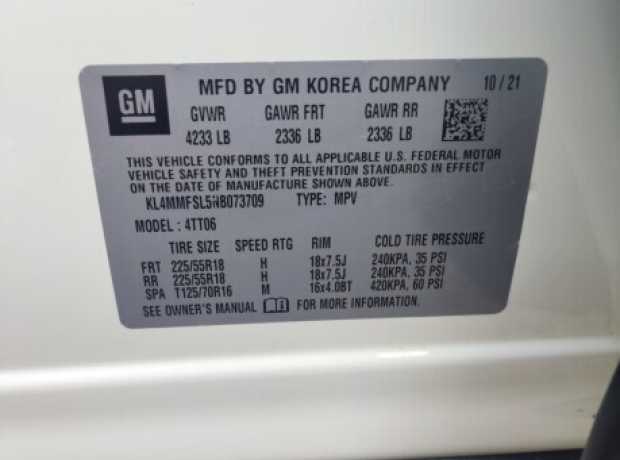 GM MFD BY GM KOREA COMPANY 10/21
GVWR GAWR FRT GAWR RR
4233 LB 2336 LB 2336 LB
THIS VEHICLE CONFORMS TO ALL APPLICABLE U.S. FEDERAL MOTOR
VEHICLE SAFETY AND THEFT PREVENTION STANDARDS IN EFFECT
ON THE DATE OF MANUFACTURE SHOWN ABOVE.
KL4MMFSL5NB073709 TYPE: MPV
MODEL: 4TT06
TIRE SIZE SPEED RTG RIM COLD TIRE PRESSURE
FRT 225/55R18 H 18x7.5J 240KPA, 35 PSI
RR 225/55R18 H 18x7.5J 240KPA, 35 PSI
SPA T125/70R16 M 16x4.0BT 420KPA, 60 PSI
SEE OWNER'S MANUAL FOR MORE INFORMATION.